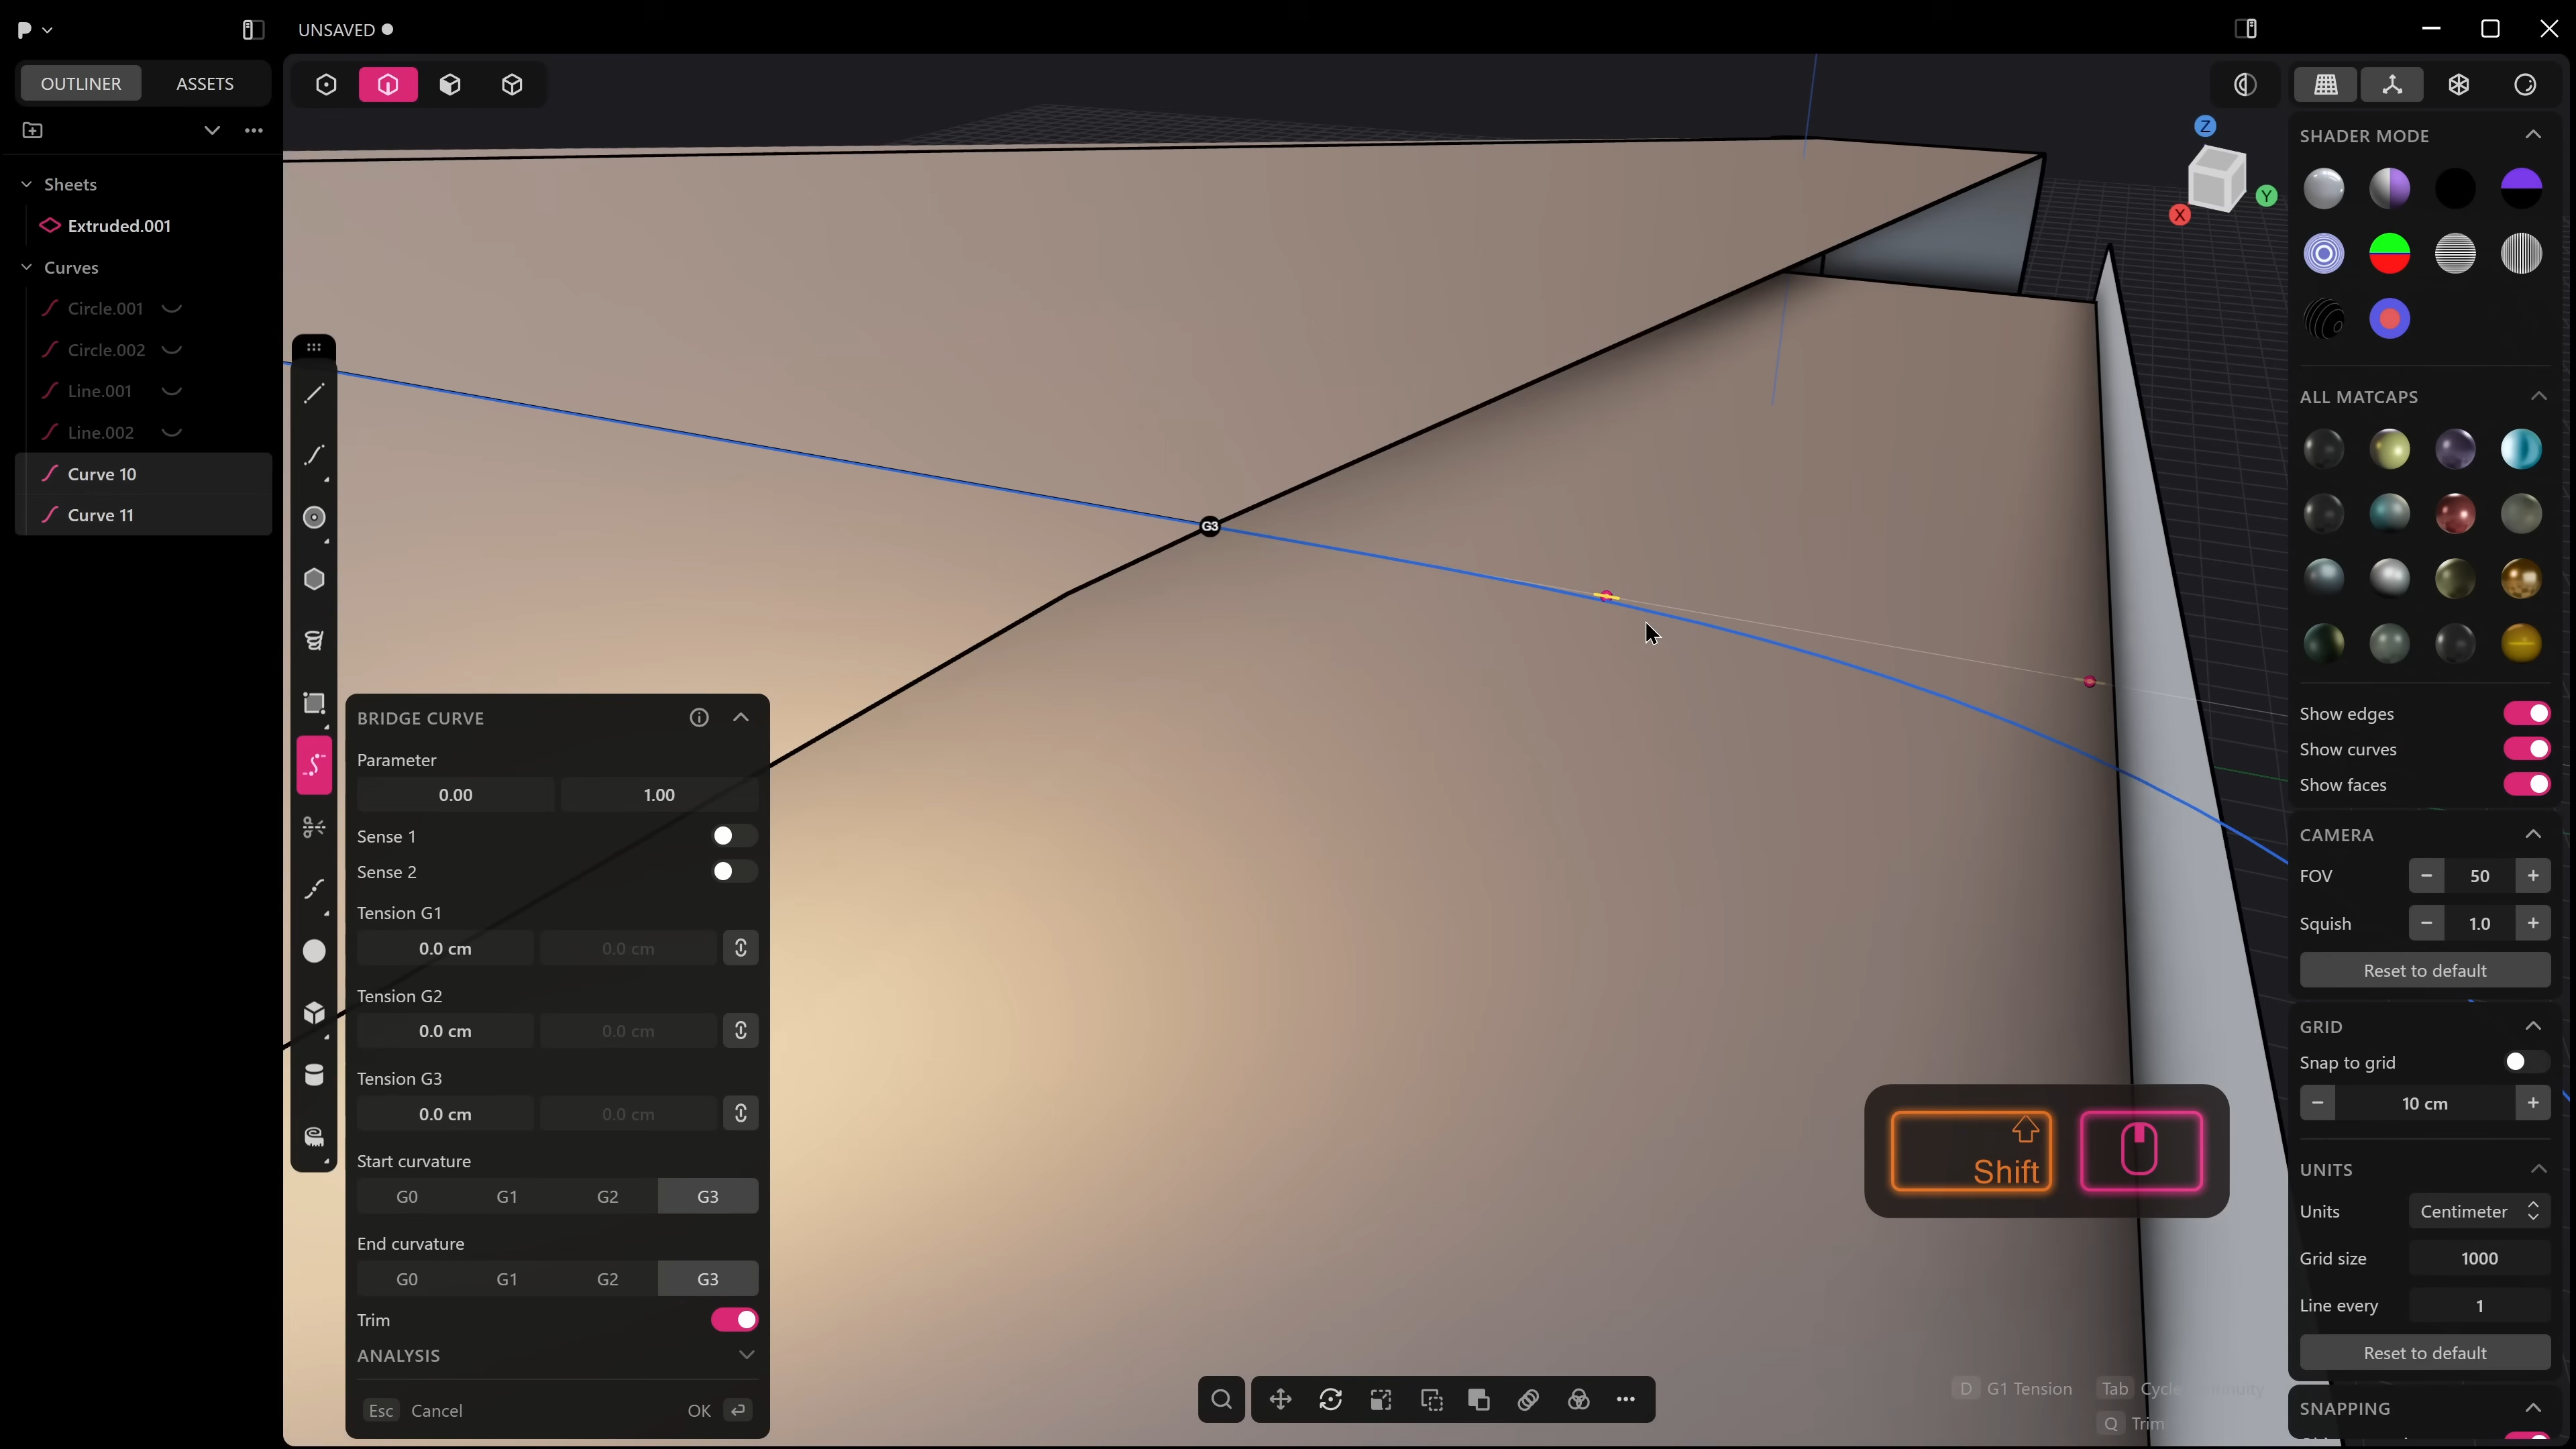 UNSAVED
OUTLINER
ASSETS
Sheets
Extruded.001
Curves
Circle.001
Circle.002
Line.001
Line.002
Curve 10
Curve 11
G3
BRIDGE CURVE
Parameter
0.00 1.00
Sense 1
Sense 2
Tension G1
0.0 cm 0.0 cm
Tension G2
0.0 cm 0.0 cm
Tension G3
0.0 cm 0.0 cm
Start curvature
G0 G1 G2 G3
End curvature
G0 G1 G2 G3
Trim
ANALYSIS
Esc Cancel OK
Shift
D G1 Tension Tab
Q Trim
Z
Y
X
SHADER MODE
ALL MATCAPS
Show edges
Show curves
Show faces
CAMERA
FOV − 50 +
Squish − 1.0 +
Reset to default
GRID
Snap to grid
− 10 cm +
UNITS
Units Centimeter
Grid size 1000
Line every 1
Reset to default
SNAPPING